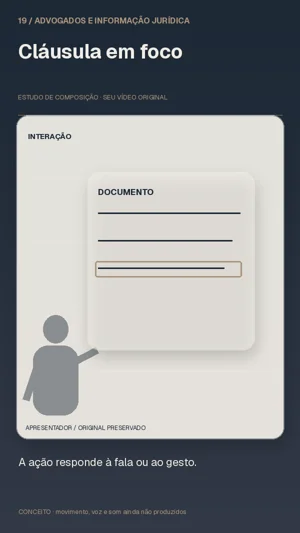 19 / ADVOGADOS E INFORMAÇÃO JURÍDICA
Cláusula em foco
ESTUDO DE COMPOSIÇÃO · SEU VÍDEO ORIGINAL
INTERAÇÃO
DOCUMENTO
APRESENTADOR / ORIGINAL PRESERVADO
A ação responde à fala ou ao gesto.
CONCEITO · movimento, voz e som ainda não produzidos